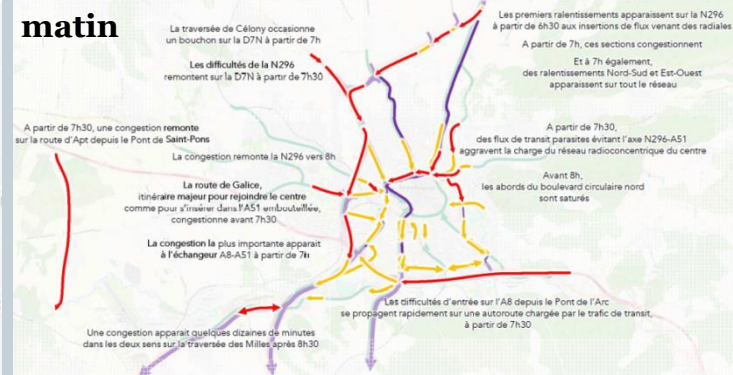 matin
La traversée de Célony occasionne
un bouchon sur la D7N à partir de 7h
Les difficultés de la N296
remontent sur la D7N à partir de 7h30
A partir de 7h30, une congestion remonte
sur la route d'Apt depuis le Pont de Saint-Pons
La congestion remonte la N296 vers 8h
La route de Galice,
itinéraire majeur pour rejoindre le centre
comme pour s'insérer dans l'A51 embouteillée,
congestionne avant 7h30
La congestion la plus importante apparait
à l'échangeur A8-A51 à partir de 7h
Une congestion apparait quelques dizaines de minutes
dans les deux sens sur la traversée des Milles après 8h30
Les premiers ralentissements apparaissent sur la N296
à partir de 6h30 aux insertions de flux venant des radiales
A partir de 7h, ces sections congestionnent
Et à 7h également,
des ralentissements Nord-Sud et Est-Ouest
apparaissent sur tout le réseau
A partir de 7h30,
des flux de transit parasites évitant l'axe N296-A51
aggravent la charge du réseau radioconcentrique du centre
Avant 8h,
les abords du boulevard circulaire nord
sont saturés
Les difficultés d'entrée sur l'A8 depuis le Pont de l'Arc
se propagent rapidement sur une autoroute chargée par le trafic de transit,
à partir de 7h30